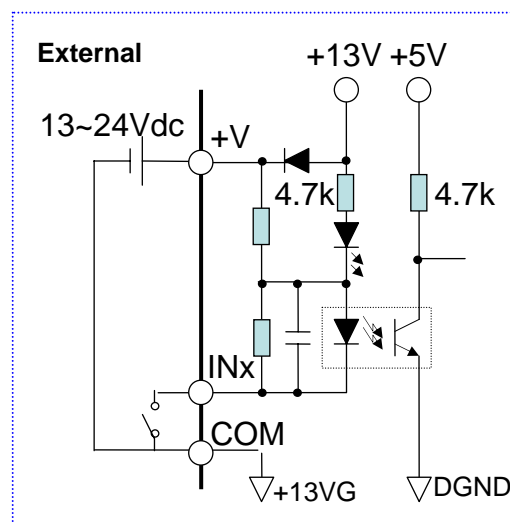 External
+13V +5V
13~24Vdc
+V
4.7k
4.7k
INx
COM
+13VG
DGND